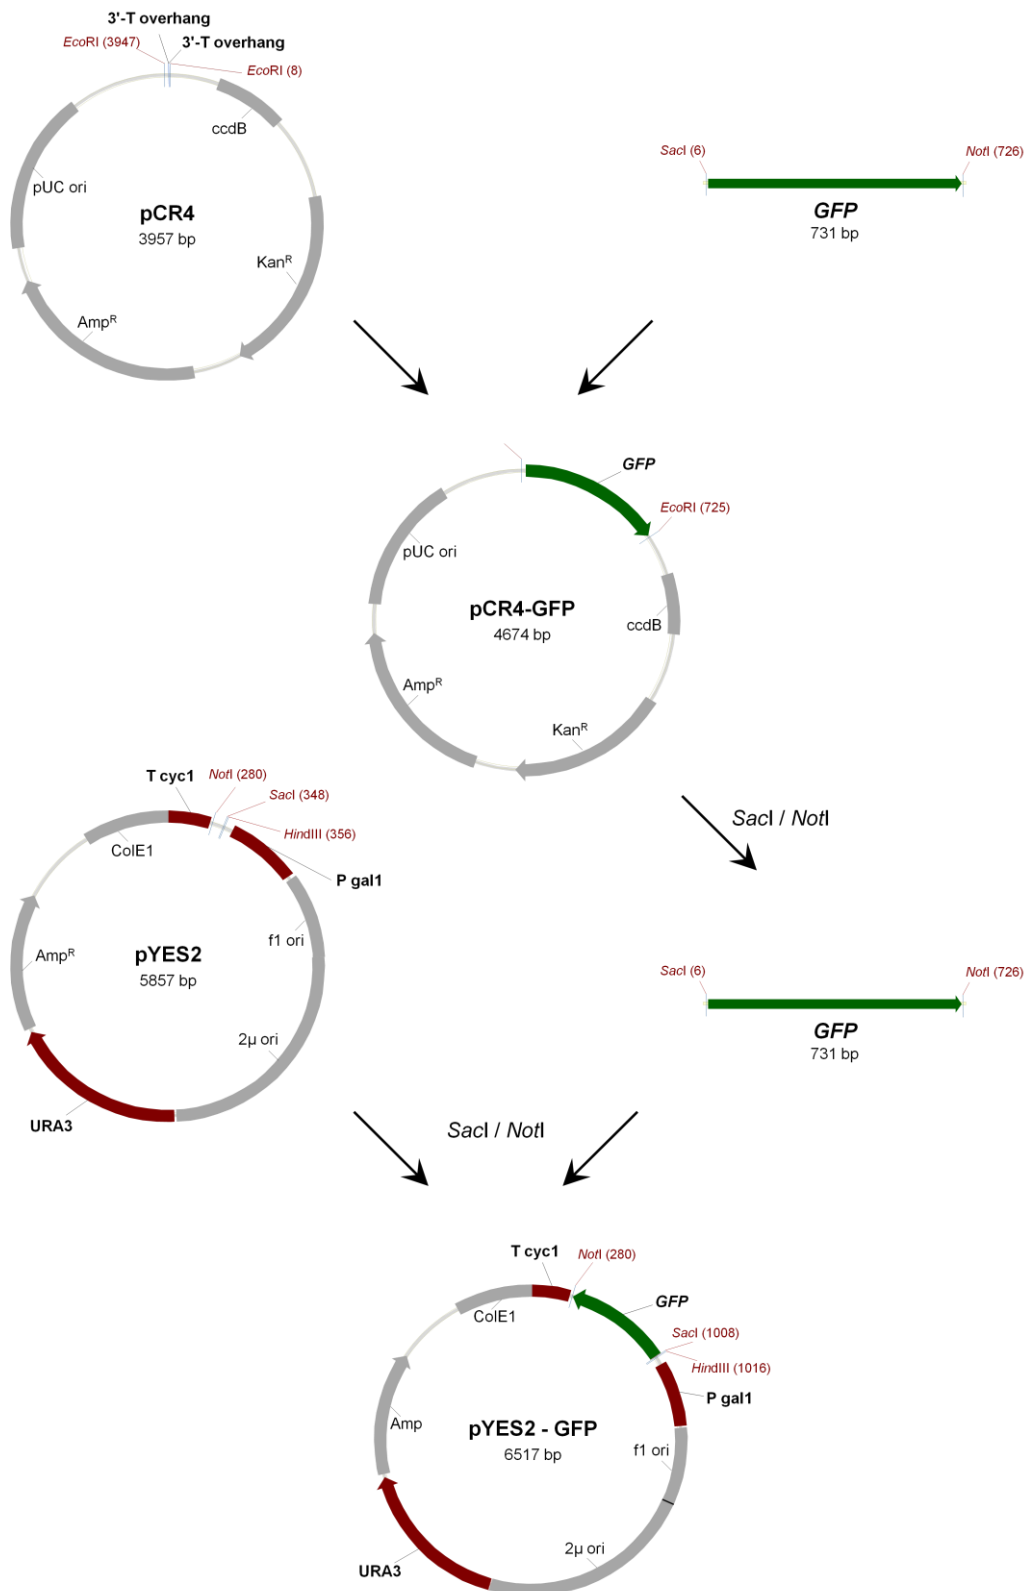 3'-T overhang
EcoRI (3947)
3'-T overhang
EcoRI (8)
ccdB
pUC ori
pCR4
3957 bp
KanR
AmpR
SacI (6)
NotI (726)
GFP
731 bp
GFP
EcoRI (725)
pUC ori
pCR4-GFP
4674 bp
ccdB
AmpR
KanR
T cyc1
NotI (280)
SacI (348)
HindIII (356)
ColE1
P gal1
f1 ori
AmpR
pYES2
5857 bp
2µ ori
URA3
SacI / NotI
SacI (6)
NotI (726)
GFP
731 bp
SacI / NotI
T cyc1
NotI (280)
GFP
ColE1
SacI (1008)
HindIII (1016)
P gal1
Amp
pYES2 - GFP
6517 bp
f1 ori
2µ ori
URA3